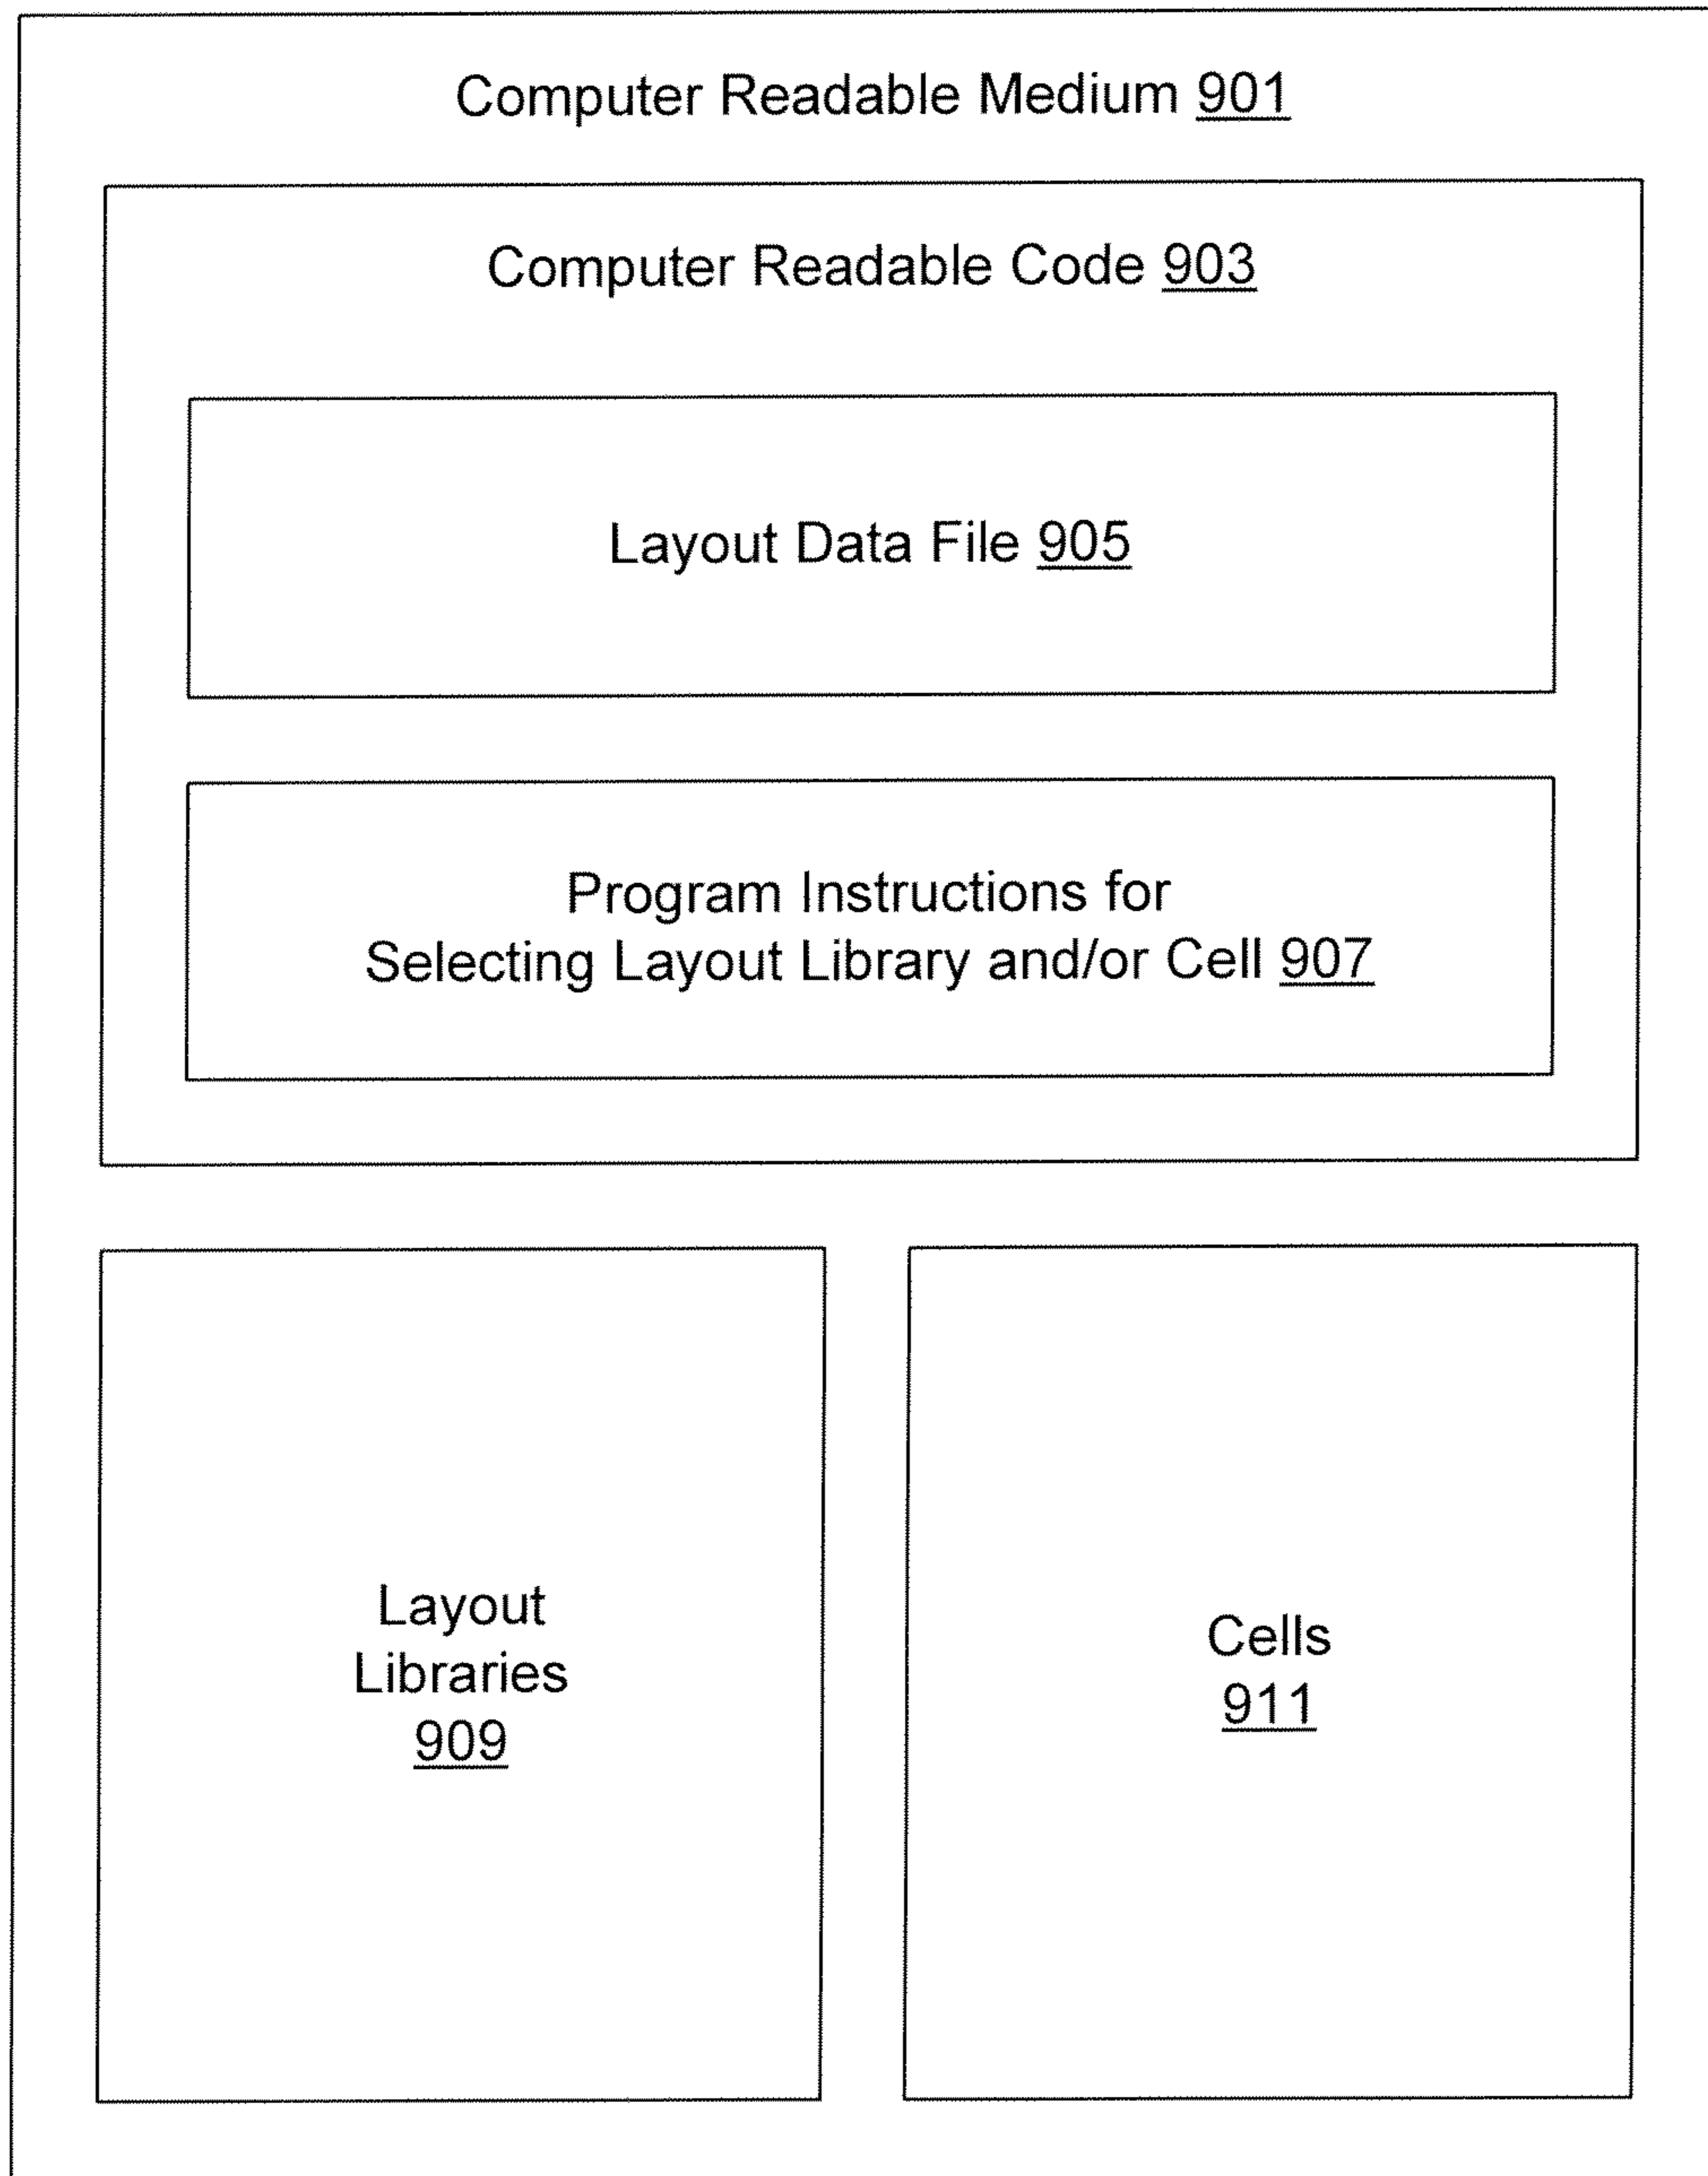 Computer Readable Medium 901
Computer Readable Code 903
Layout Data File 905
Program Instructions for
Selecting Layout Library and/or Cell 907
Layout
Libraries
909
Cells
911